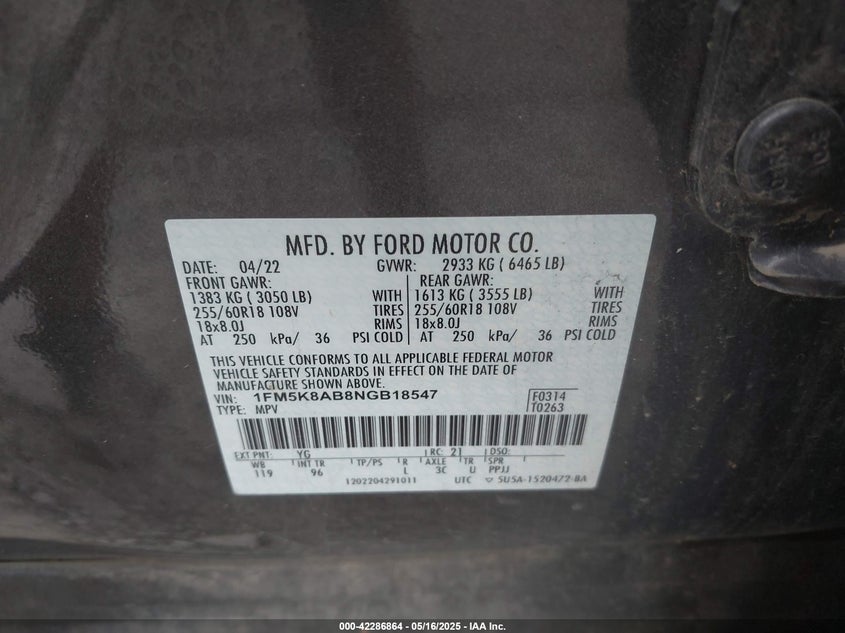 MFD. BY FORD MOTOR CO.
DATE: 04/22 GVWR: 2933 KG ( 6465 LB)
FRONT GAWR: REAR GAWR:
1383 KG ( 3050 LB) WITH 1613 KG ( 3555 LB) WITH
255/60R18 108V TIRES 255/60R18 108V TIRES
18x8.0J RIMS 18x8.0J RIMS
AT 250 kPa/ 36 PSI COLD AT 250 kPa/ 36 PSI COLD
THIS VEHICLE CONFORMS TO ALL APPLICABLE FEDERAL MOTOR
VEHICLE SAFETY STANDARDS IN EFFECT ON THE DATE OF
MANUFACTURE SHOWN ABOVE.
VIN: 1FM5K8AB8NGB18547 F0314
TYPE: MPV T0263
EXT PNT: YG RC: 21 DSO:
WB INT TR TP/PS R AXLE TR SPR
119 96 L 3C U PPJJ
1202204291011 UTC 5U5A-1520472-BA
000-42286864 - 05/16/2025 - IAA Inc.